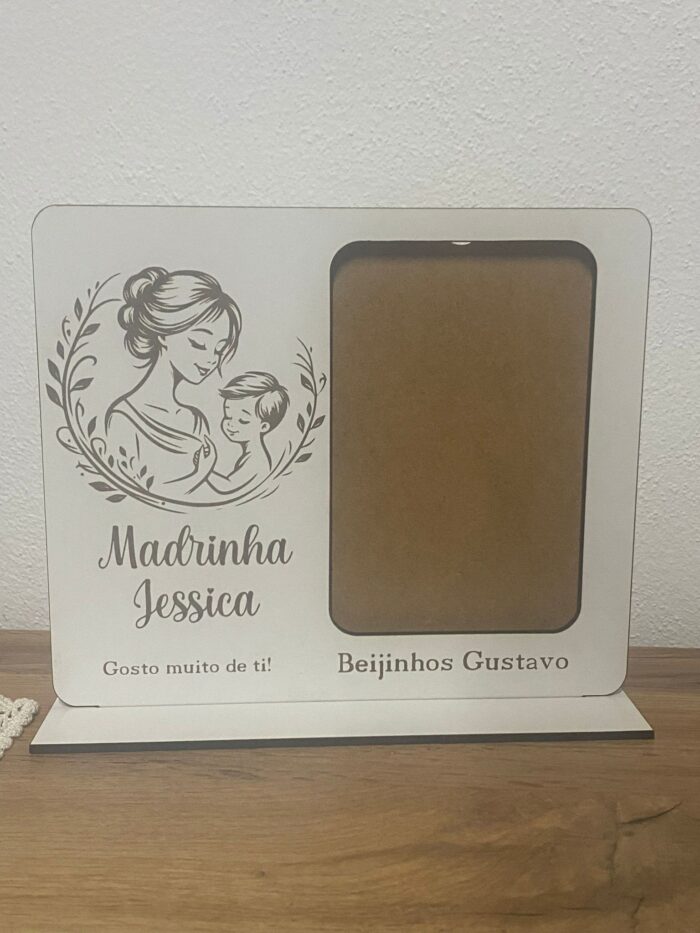 Madrinha
Jessica
Gosto muito de ti!
Beijinhos Gustavo